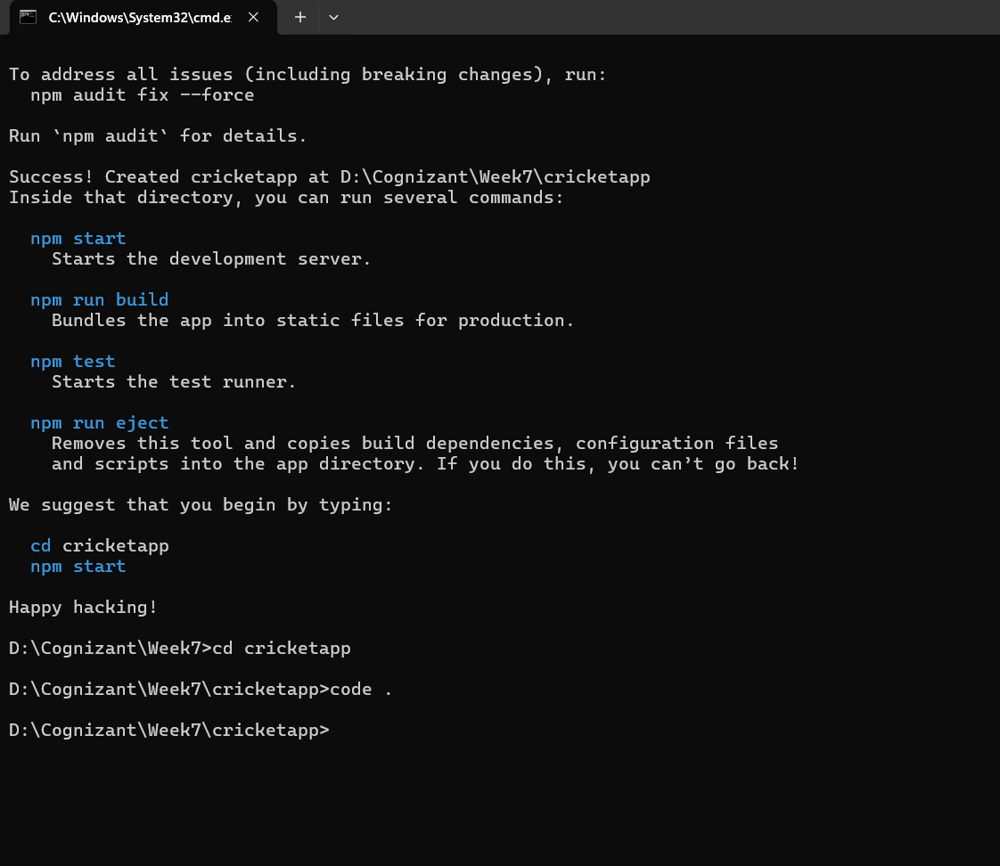 C:\Windows\System32\cmd.e
To address all issues (including breaking changes), run:
npm audit fix --force
Run `npm audit` for details.
Success! Created cricketapp at D:\Cognizant\Week7\cricketapp
Inside that directory, you can run several commands:
npm start
Starts the development server.
npm run build
Bundles the app into static files for production.
npm test
Starts the test runner.
npm run eject
Removes this tool and copies build dependencies, configuration files
and scripts into the app directory. If you do this, you can’t go back!
We suggest that you begin by typing:
cd cricketapp
npm start
Happy hacking!
D:\Cognizant\Week7>cd cricketapp
D:\Cognizant\Week7\cricketapp>code .
D:\Cognizant\Week7\cricketapp>